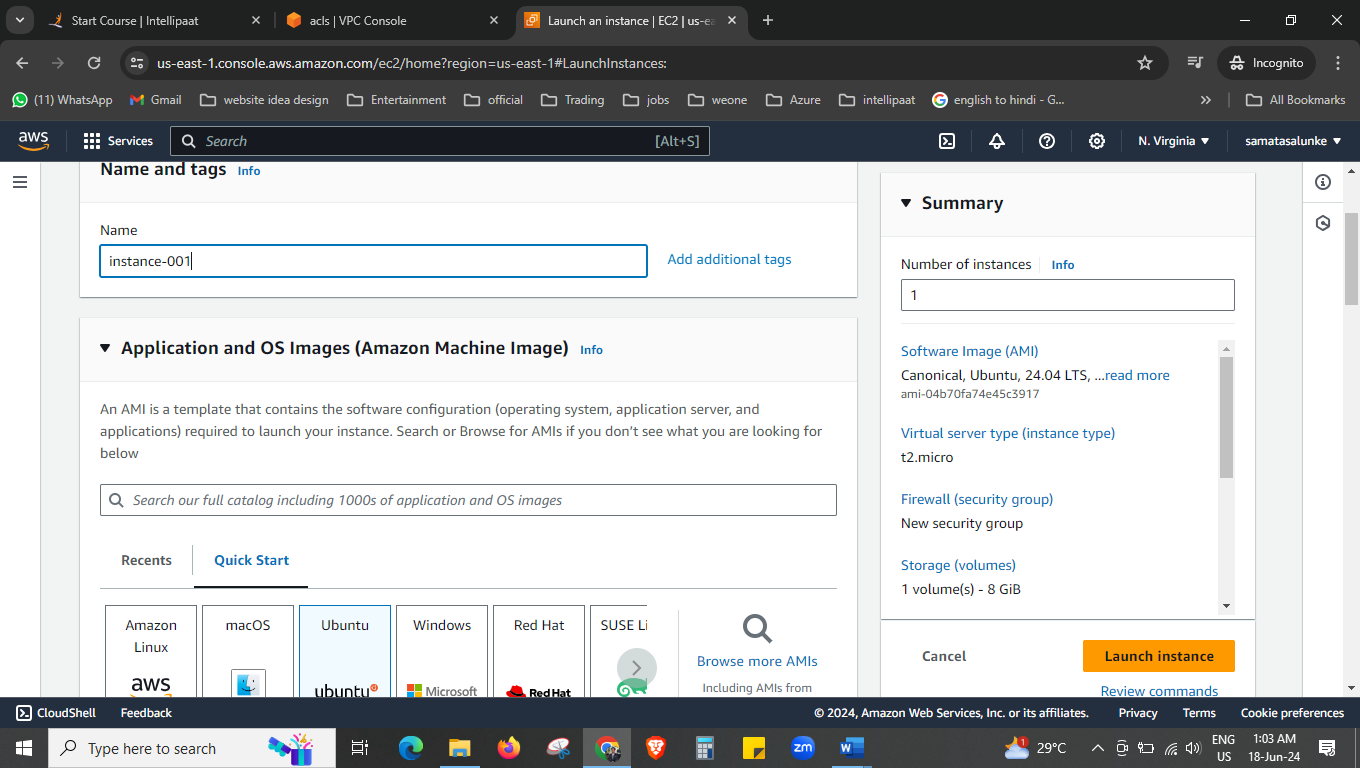 Start Course | Intellipaat
acls | VPC Console
Launch an instance | EC2 | us-ea
us-east-1.console.aws.amazon.com/ec2/home?region=us-east-1#LaunchInstances:
Incognito
(11) WhatsApp
Gmail
website idea design
Entertainment
official
Trading
jobs
weone
Azure
intellipaat
english to hindi - G...
All Bookmarks
aws
Services
Search
[Alt+S]
N. Virginia
samatasalunke
Name and tags Info
Name
instance-001
Add additional tags
Application and OS Images (Amazon Machine Image) Info
An AMI is a template that contains the software configuration (operating system, application server, and
applications) required to launch your instance. Search or Browse for AMIs if you don't see what you are looking for
below
Search our full catalog including 1000s of application and OS images
Recents
Quick Start
Amazon
Linux
aws
macOS
Ubuntu
ubuntu
Windows
Microsoft
Red Hat
Red Hat
SUSE Li
Browse more AMIs
Including AMIs from
Summary
Number of instances Info
1
Software Image (AMI)
Canonical, Ubuntu, 24.04 LTS, ...read more
ami-04b70fa74e45c3917
Virtual server type (instance type)
t2.micro
Firewall (security group)
New security group
Storage (volumes)
1 volume(s) - 8 GiB
Cancel
Launch instance
Review commands
CloudShell
Feedback
© 2024, Amazon Web Services, Inc. or its affiliates.
Privacy
Terms
Cookie preferences
Type here to search
zm
29°C
ENG
US
1:03 AM
18-Jun-24